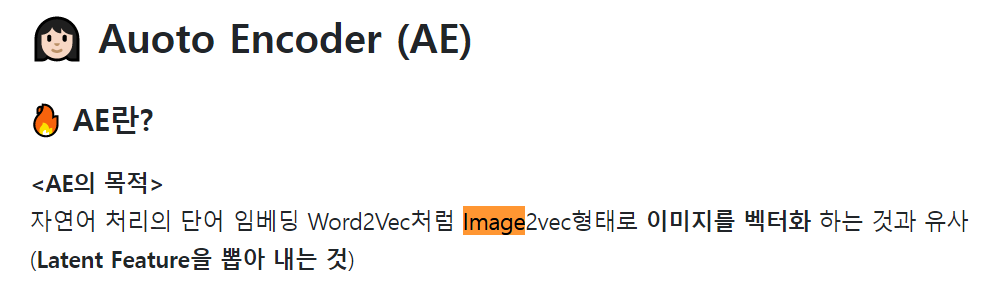 Auoto Encoder (AE)
AE란?
<AE의 목적>
자연어 처리의 단어 임베딩 Word2Vec처럼 Image2vec형태로 이미지를 벡터화 하는 것과 유사
(Latent Feature을 뽑아 내는 것)